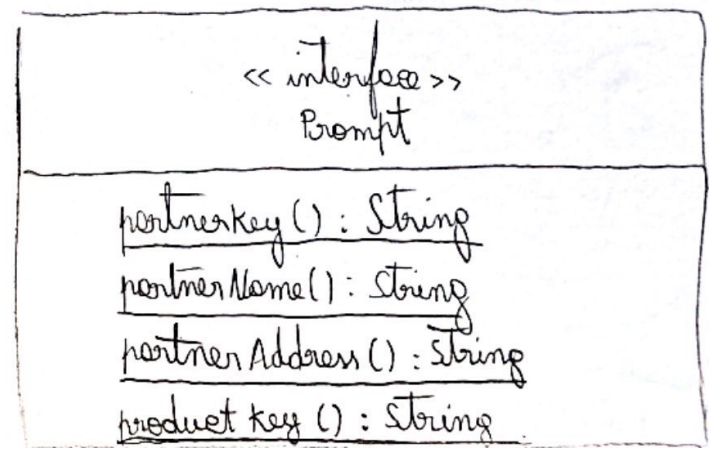 << interface >>
Prompt
partnerkey () : String
partnerName() : String
partnerAddress () : String
product key () : String